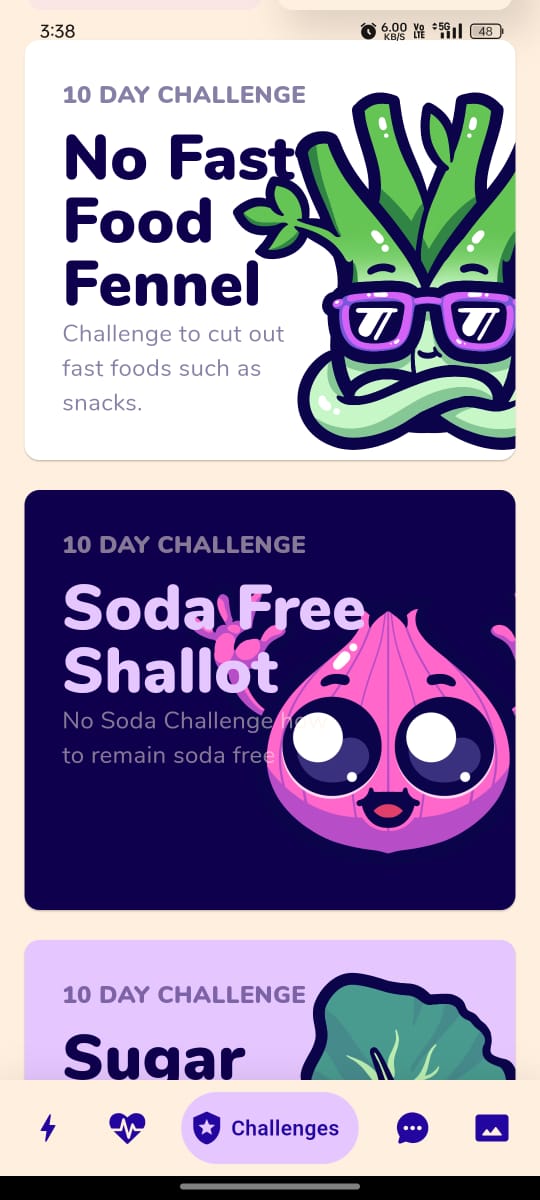 3:38
6.00 KB/S
Vo LTE
5G
48
10 DAY CHALLENGE
No Fast
Food
Fennel
Challenge to cut out
fast foods such as
snacks.
10 DAY CHALLENGE
Soda Free
Shallot
No Soda Challenge how
to remain soda free
10 DAY CHALLENGE
Sugar
Challenges